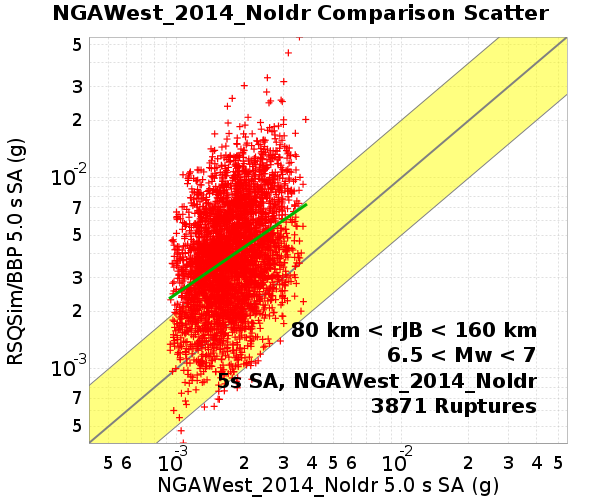 NGAWest_2014_NoIdr Comparison Scatter
5
3
2
10-2
7
5
3
2
10-3
7
5
RSQSim/BBP 5.0 s SA (g)
80 km < rJB < 160 km
6.5 < Mw < 7
5s SA, NGAWest_2014_NoIdr
3871 Ruptures
5 6 10-3 2 3 4 5 6 10-2 2 3 4 5
NGAWest_2014_NoIdr 5.0 s SA (g)